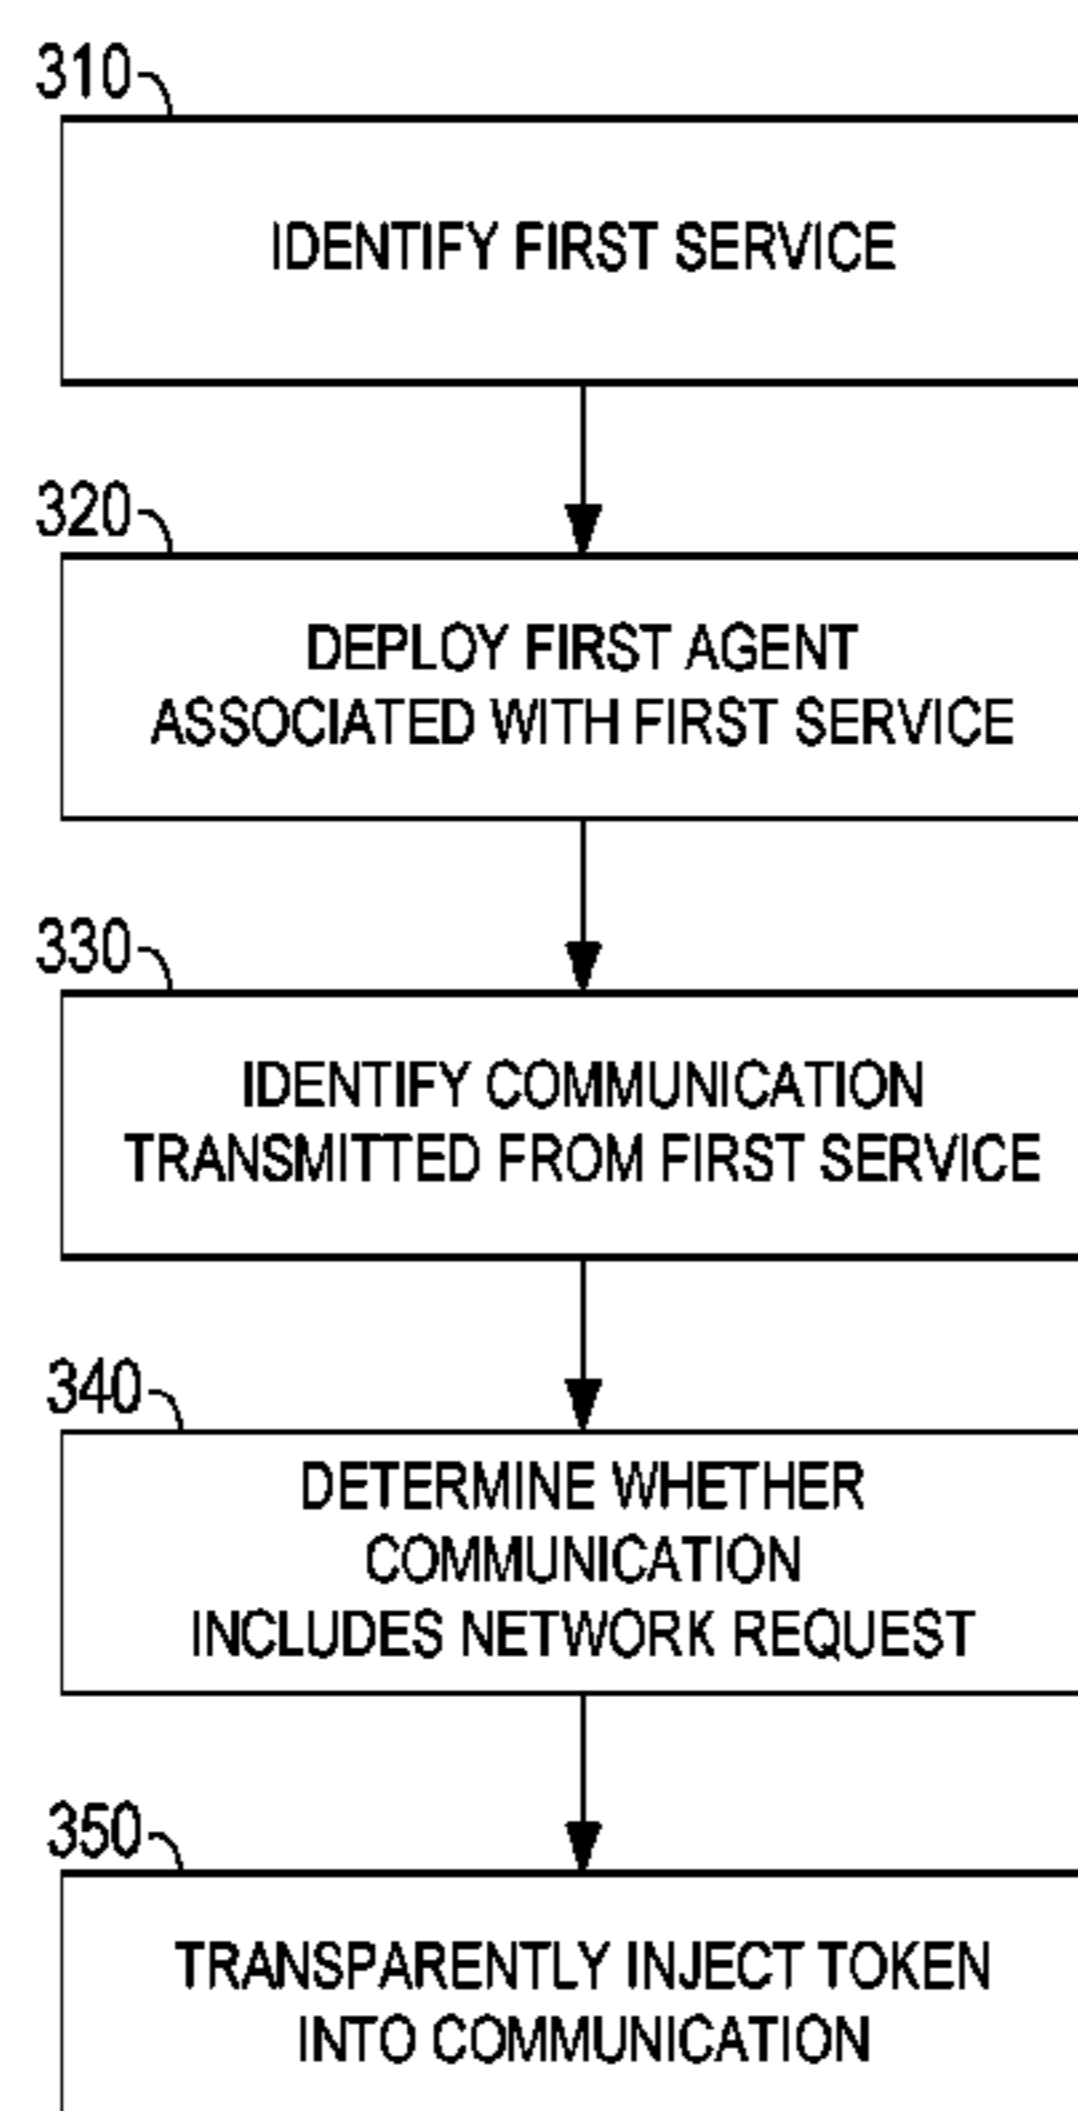 310
IDENTIFY FIRST SERVICE
320
DEPLOY FIRST AGENT
ASSOCIATED WITH FIRST SERVICE
330
IDENTIFY COMMUNICATION
TRANSMITTED FROM FIRST SERVICE
340
DETERMINE WHETHER
COMMUNICATION
INCLUDES NETWORK REQUEST
350
TRANSPARENTLY INJECT TOKEN
INTO COMMUNICATION